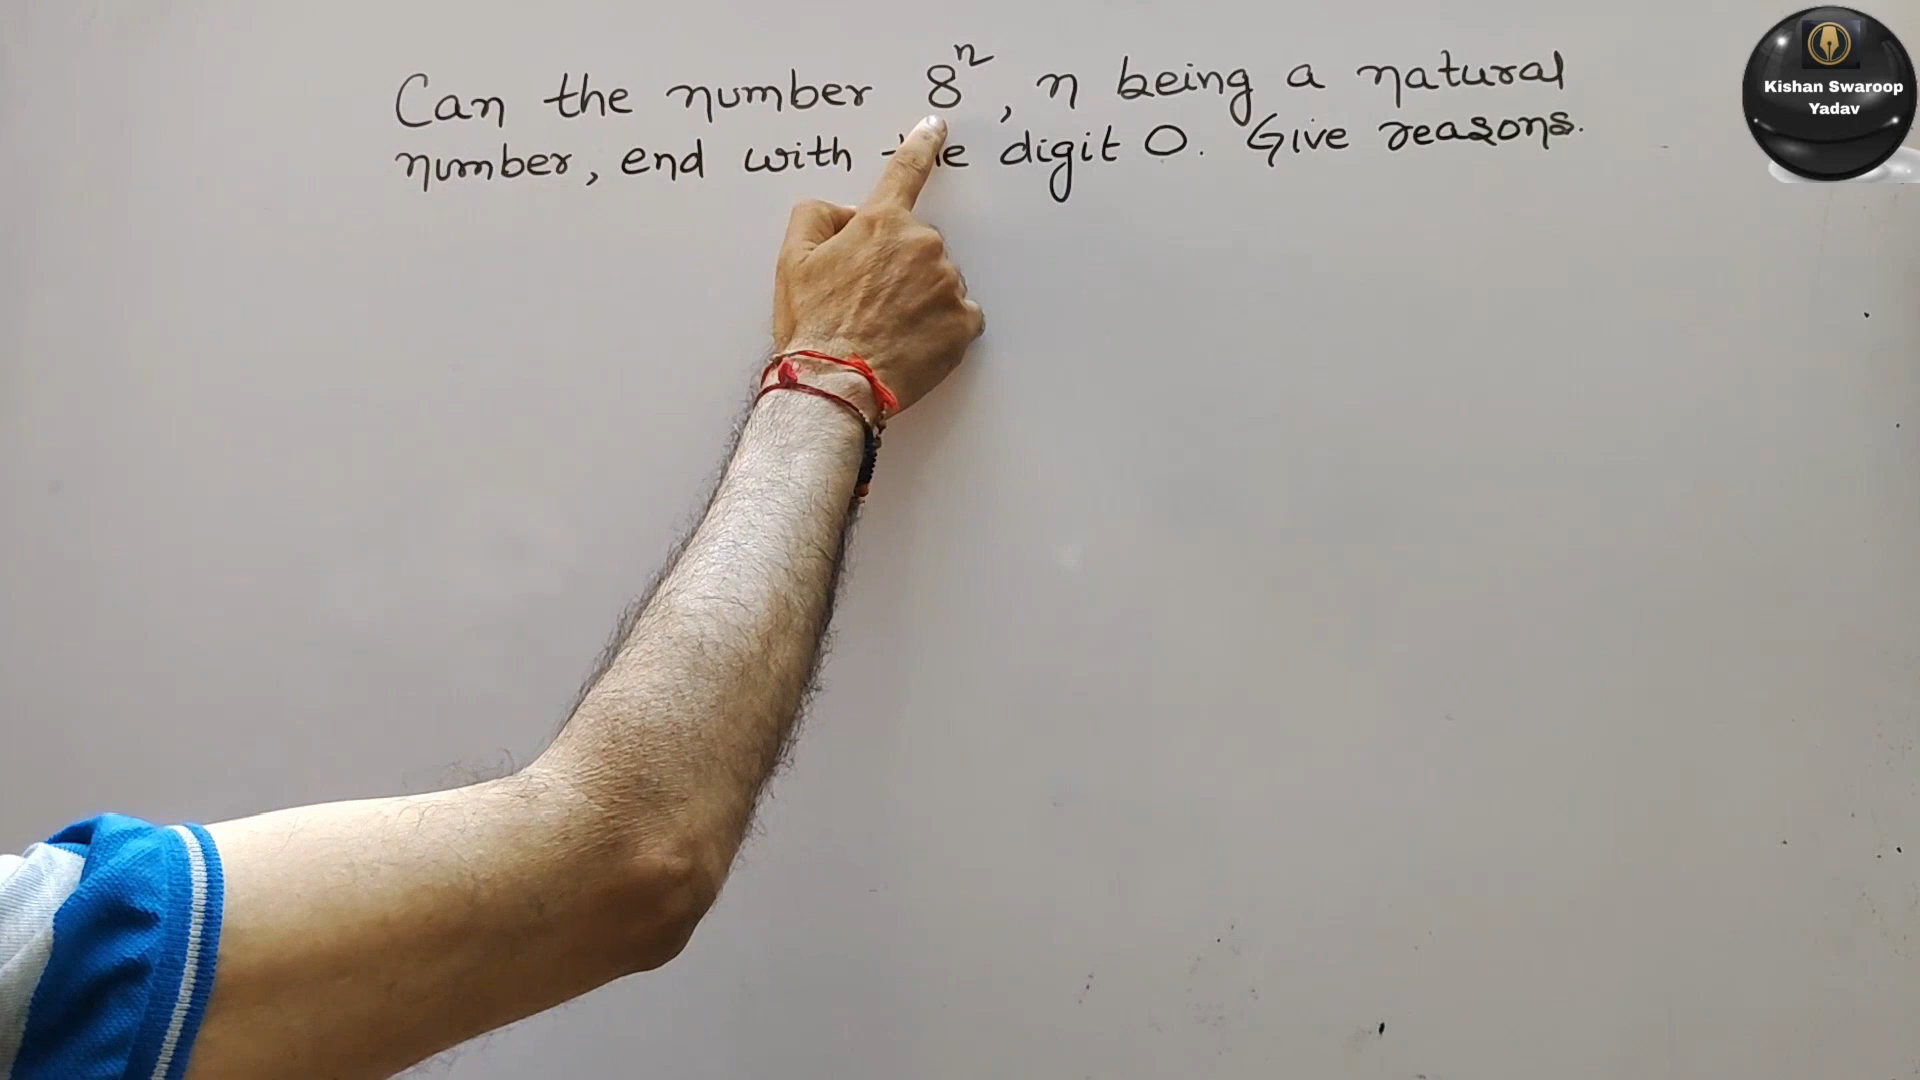 Can the number 8ⁿ, n being a natural
number, end with the digit 0. Give reasons.
Kishan Swaroop
Yadav